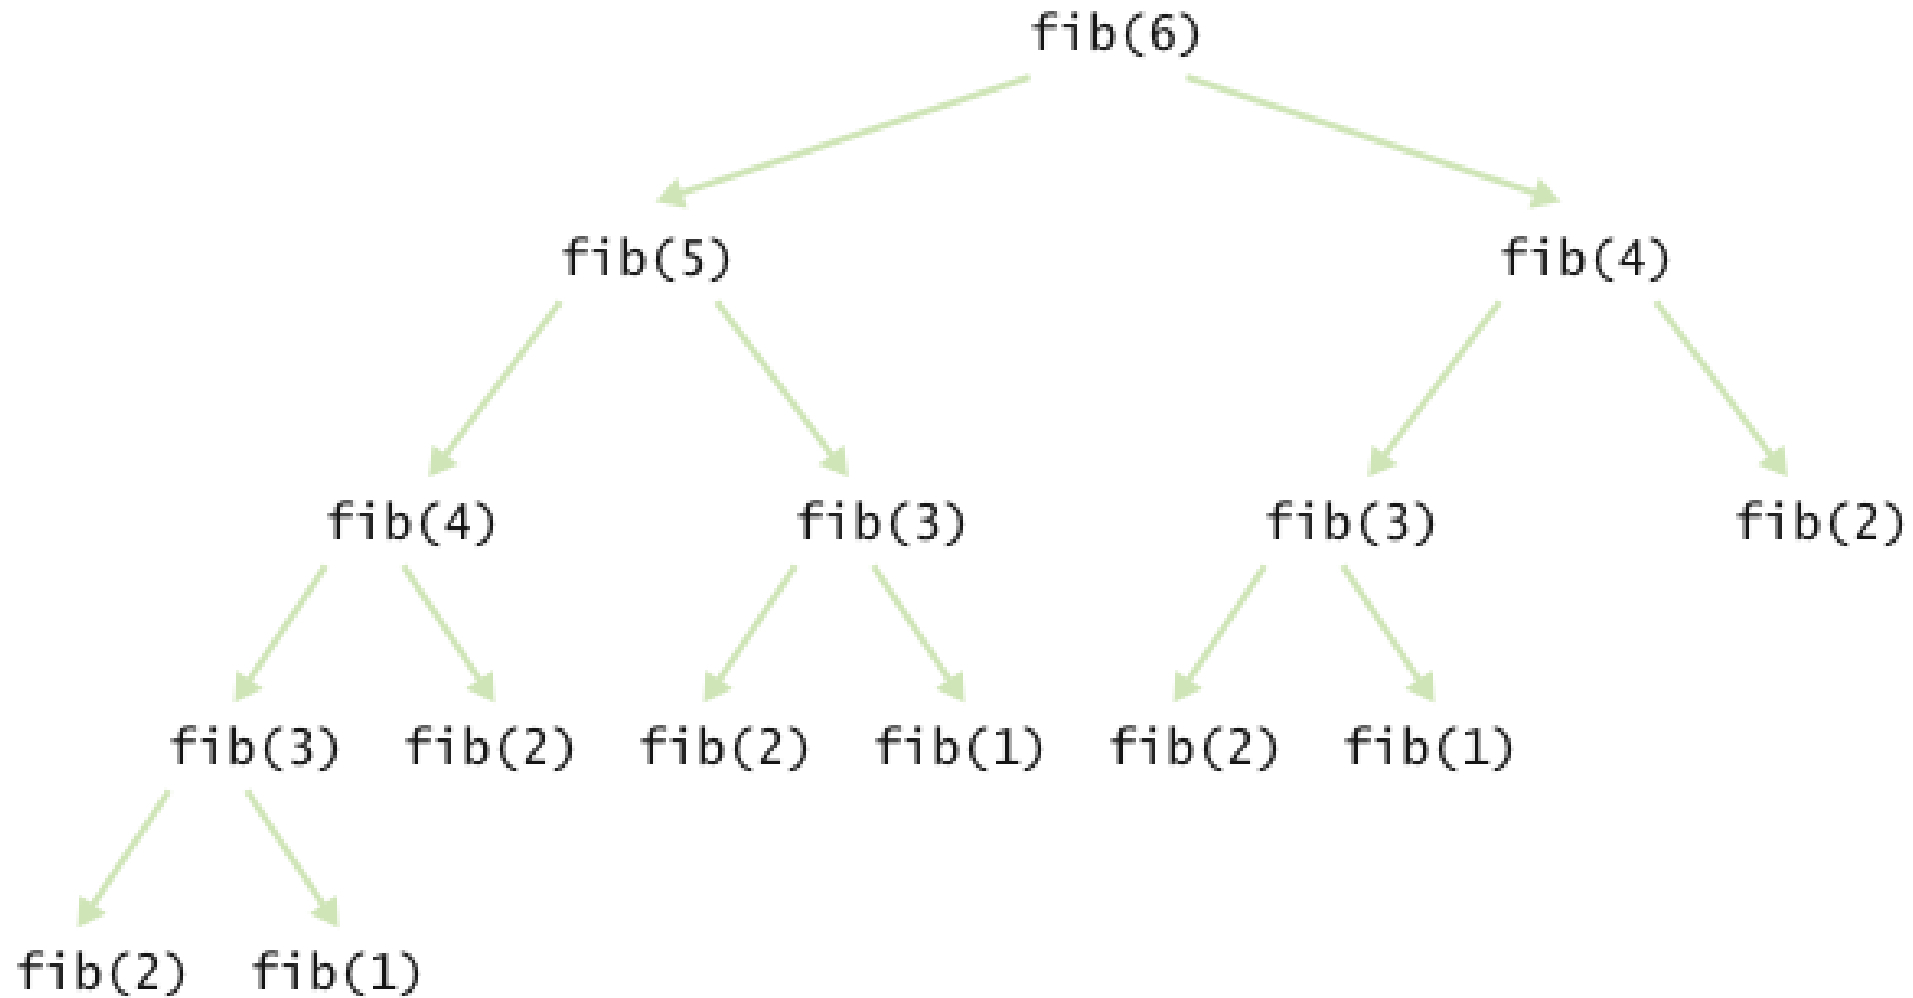 fib(6)
fib(5) fib(4)
fib(4) fib(3) fib(3) fib(2)
fib(3) fib(2) fib(2) fib(1) fib(2) fib(1)
fib(2) fib(1)